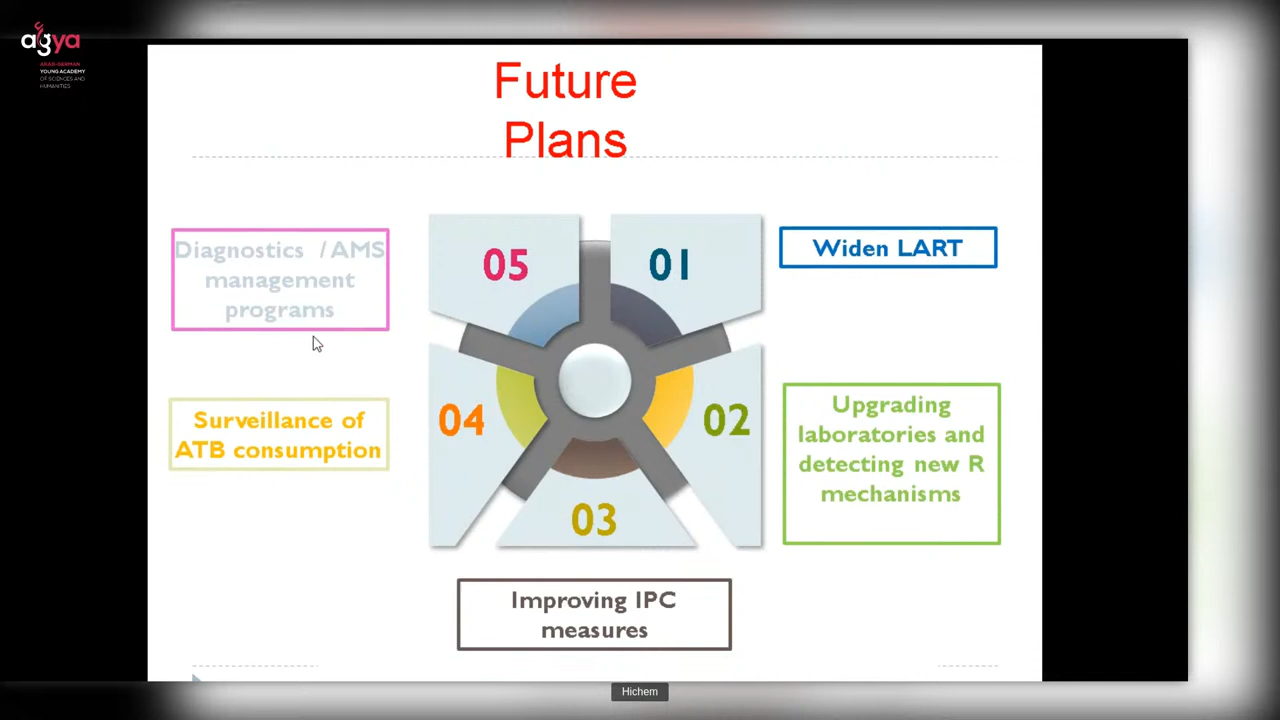 agya
ARAB-GERMAN
YOUNG ACADEMY
OF SCIENCES AND
HUMANITIES
Future
Plans
Diagnostics / AMS
management
programs
05
01
Widen LART
Surveillance of
ATB consumption
04
02
Upgrading
laboratories and
detecting new R
mechanisms
03
Improving IPC
measures
Hichem